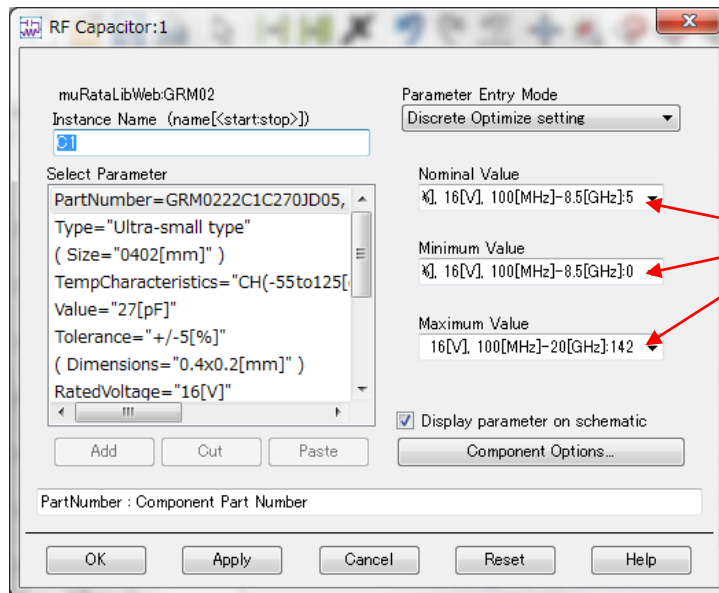 RF Capacitor:1
muRataLibWeb:GRM02
Instance Name (name[<start:stop>])
C1
Select Parameter
PartNumber=GRM0222C1C270JD05,
Type="Ultra-small type"
( Size="0402[mm]" )
TempCharacteristics="CH(-55to125[
Value="27[pF]"
Tolerance="+/-5[%]"
( Dimensions="0.4x0.2[mm]" )
RatedVoltage="16[V]"
Add
Cut
Paste
Parameter Entry Mode
Discrete Optimize setting
Nominal Value
%], 16[V], 100[MHz]-8.5[GHz]:5
Minimum Value
%], 16[V], 100[MHz]-8.5[GHz]:0
Maximum Value
16[V], 100[MHz]-20[GHz]:142
Display parameter on schematic
Component Options...
PartNumber : Component Part Number
OK
Apply
Cancel
Reset
Help